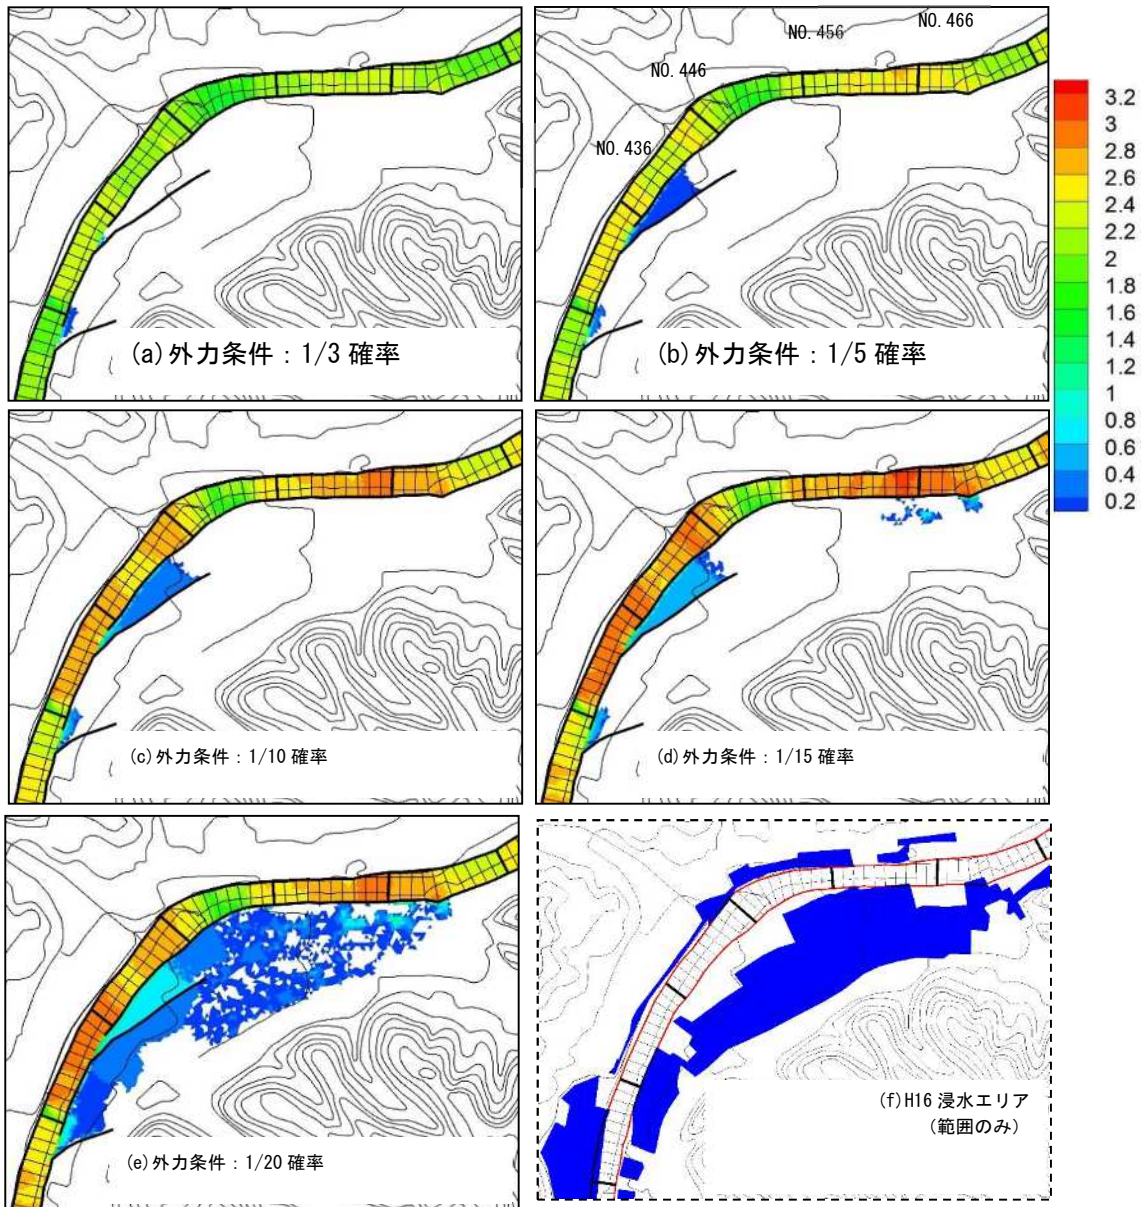 NO. 466
NO. 456
NO. 446
NO. 436
3.2
3
2.8
2.6
2.4
2.2
2
1.8
1.6
1.4
1.2
1
0.8
0.6
0.4
0.2
(a) 外力条件：1/3 確率
(b) 外力条件：1/5 確率
(c) 外力条件：1/10 確率
(d) 外力条件：1/15 確率
(e) 外力条件：1/20 確率
(f) H16 浸水エリア
（範囲のみ）